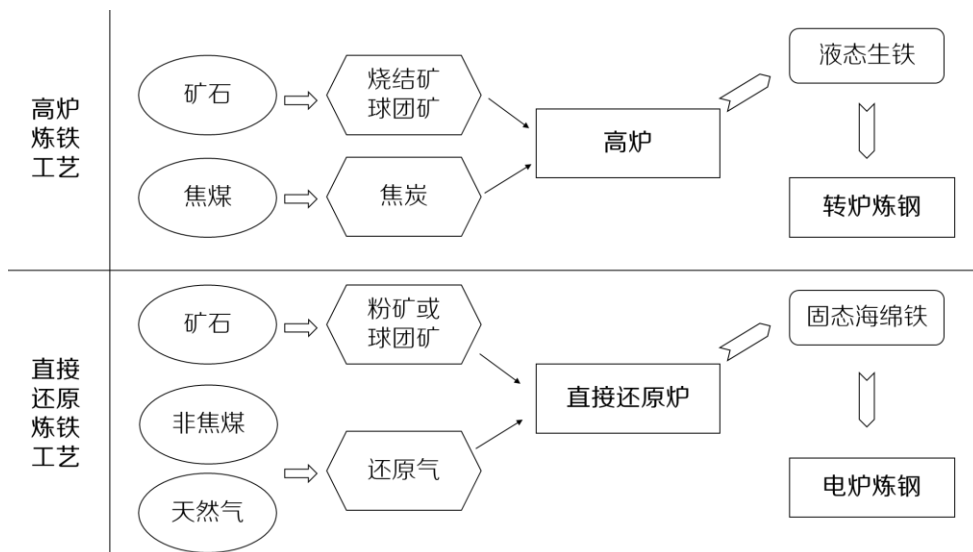 高炉
炼铁
工艺
矿石
烧结矿
球团矿
焦煤
焦炭
高炉
液态生铁
转炉炼钢
直接
还原
炼铁
工艺
矿石
粉矿或
球团矿
非焦煤
天然气
还原气
直接还原炉
固态海绵铁
电炉炼钢